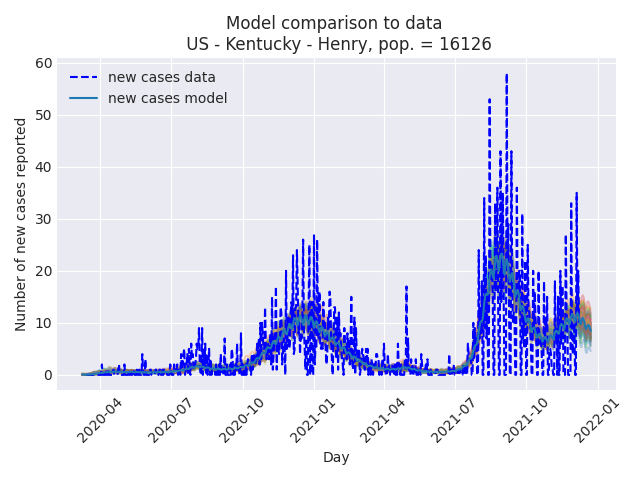 Model comparison to data
US - Kentucky - Henry, pop. = 16126
new cases data
new cases model
Number of new cases reported
60
50
40
30
20
10
0
2020-04
2020-07
2020-10
2021-01
2021-04
2021-07
2021-10
2022-01
Day